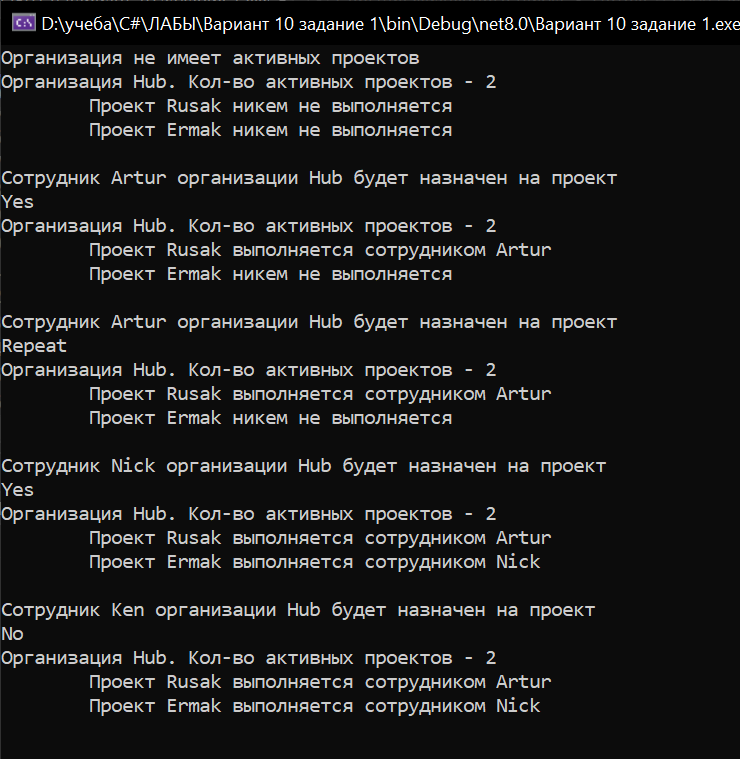 D:\учеба\C#\ЛАБЫ\Вариант 10 задание 1\bin\Debug\net8.0\Вариант 10 задание 1.exe
Организация не имеет активных проектов
Организация Hub. Кол-во активных проектов - 2
        Проект Rusak никем не выполняется
        Проект Ermak никем не выполняется

Сотрудник Artur организации Hub будет назначен на проект
Yes
Организация Hub. Кол-во активных проектов - 2
        Проект Rusak выполняется сотрудником Artur
        Проект Ermak никем не выполняется

Сотрудник Artur организации Hub будет назначен на проект
Repeat
Организация Hub. Кол-во активных проектов - 2
        Проект Rusak выполняется сотрудником Artur
        Проект Ermak никем не выполняется

Сотрудник Nick организации Hub будет назначен на проект
Yes
Организация Hub. Кол-во активных проектов - 2
        Проект Rusak выполняется сотрудником Artur
        Проект Ermak выполняется сотрудником Nick

Сотрудник Ken организации Hub будет назначен на проект
No
Организация Hub. Кол-во активных проектов - 2
        Проект Rusak выполняется сотрудником Artur
        Проект Ermak выполняется сотрудником Nick